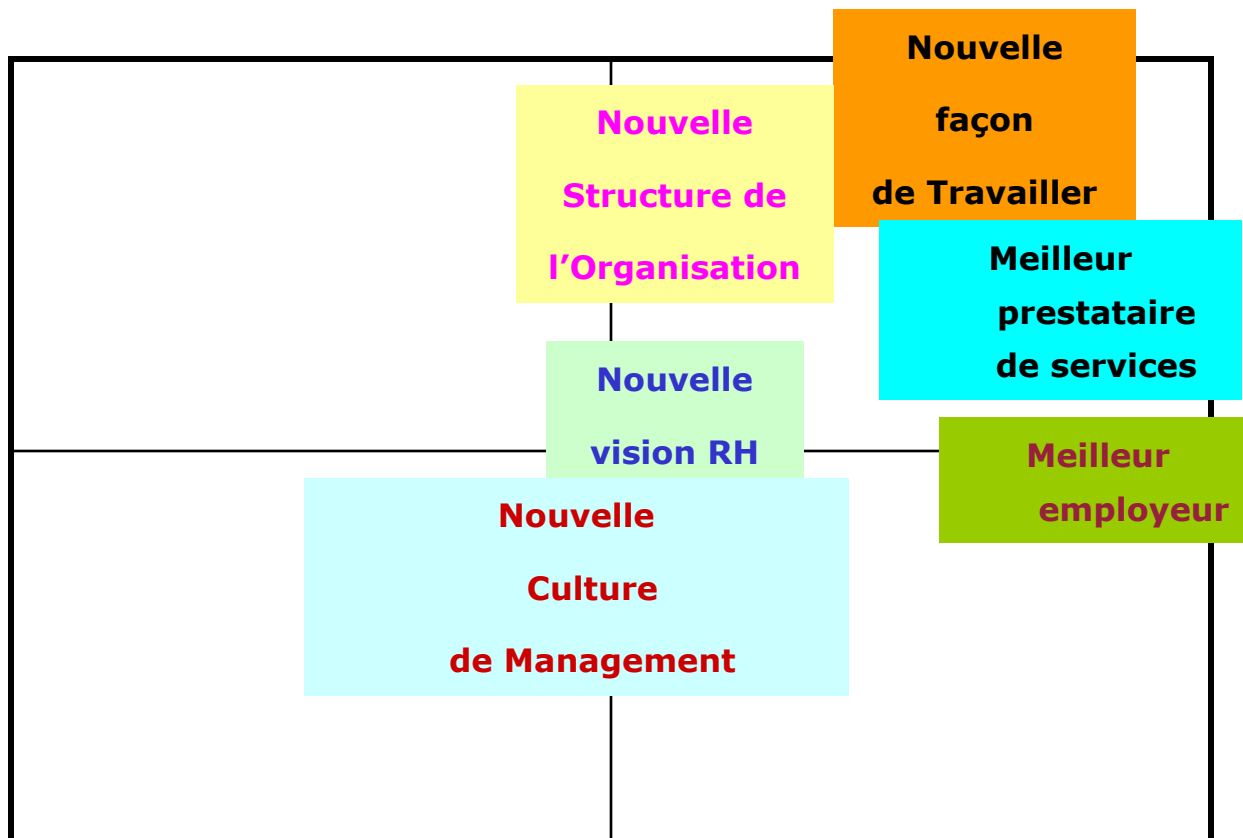 Nouvelle
façon
de Travailler
Nouvelle
Structure de
l’Organisation
Meilleur
prestataire
de services
Nouvelle
vision RH
Meilleur
employeur
Nouvelle
Culture
de Management